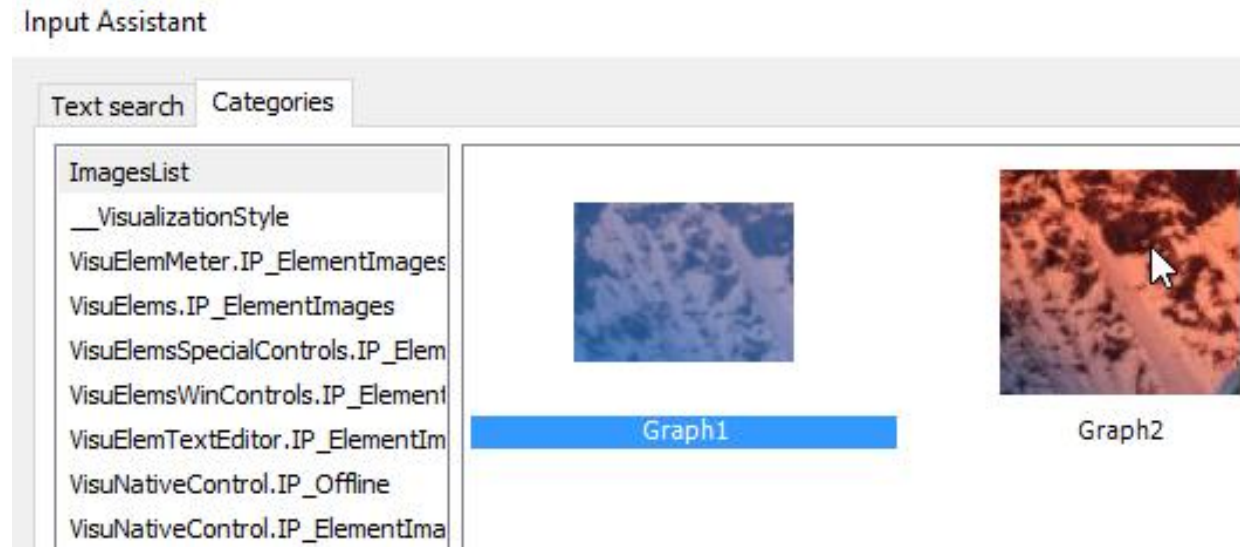 Input Assistant
Text search
Categories
ImagesList
__VisualizationStyle
VisuElemMeter.IP_ElementImages
VisuElems.IP_ElementImages
VisuElemsSpecialControls.IP_Elem
VisuElemsWinControls.IP_Element
VisuElemTextEditor.IP_ElementIm
VisuNativeControl.IP_Offline
VisuNativeControl.IP_ElementIma
Graph1
Graph2